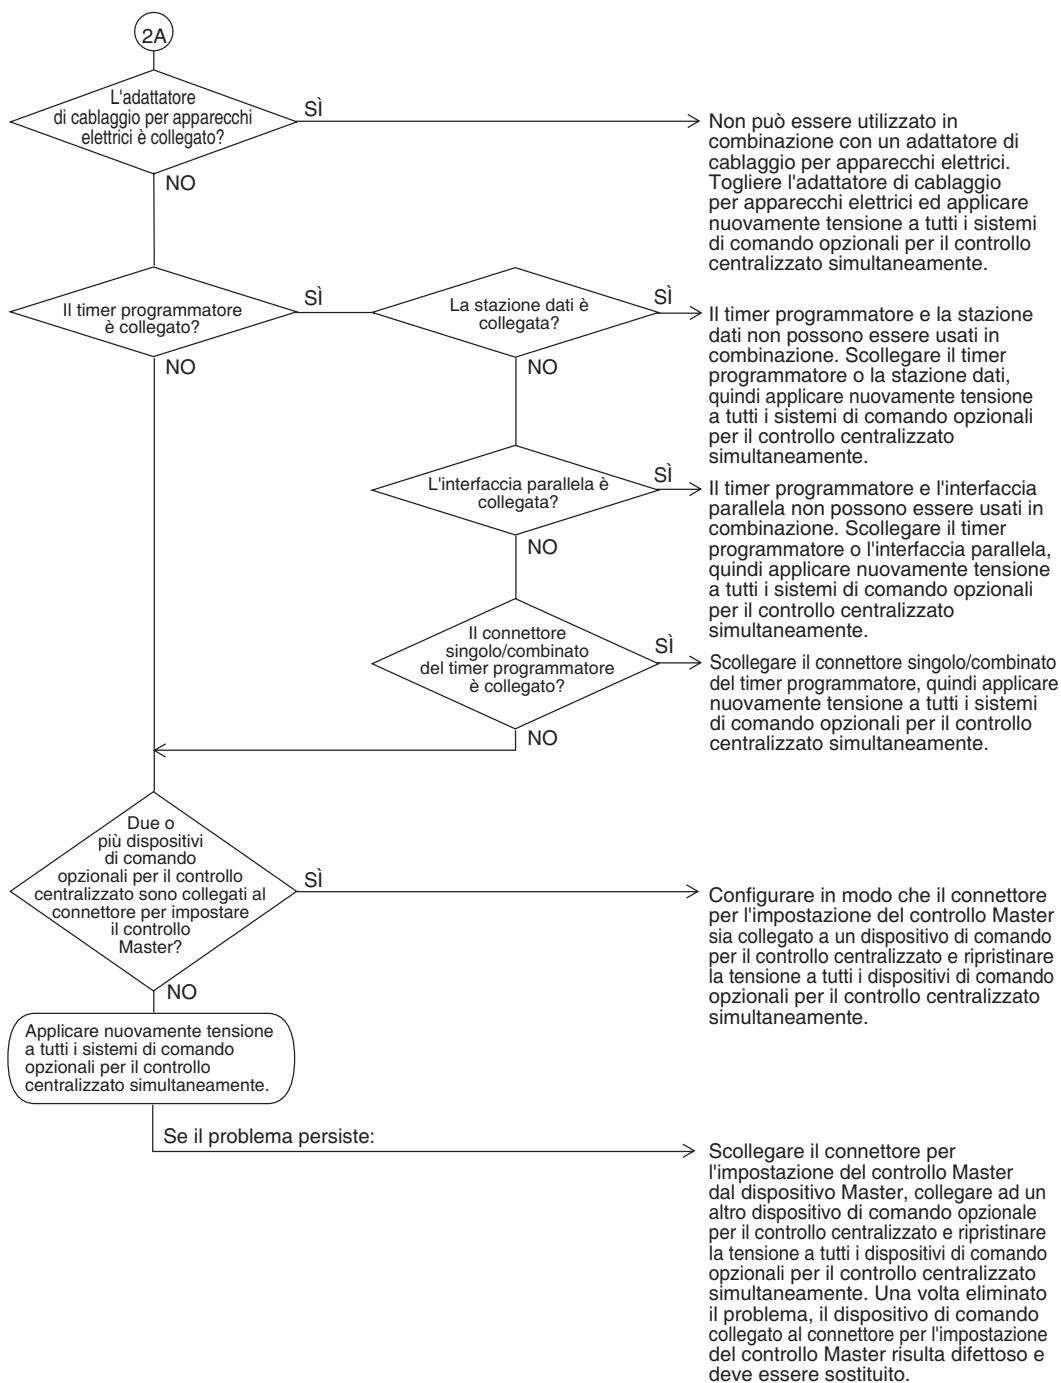 2A
L'adattatore
di cablaggio per apparecchi
elettrici è collegato?
SÌ
NO
Non può essere utilizzato in
combinazione con un adattatore di
cablaggio per apparecchi elettrici.
Togliere l'adattatore di cablaggio
per apparecchi elettrici ed applicare
nuovamente tensione a tutti i sistemi
di comando opzionali per il controllo
centralizzato simultaneamente.
Il timer programmatore
è collegato?
SÌ
NO
La stazione dati è
collegata?
SÌ
NO
Il timer programmatore e la stazione
dati non possono essere usati in
combinazione. Scollegare il timer
programmatore o la stazione dati,
quindi applicare nuovamente tensione
a tutti i sistemi di comando opzionali
per il controllo centralizzato
simultaneamente.
L'interfaccia parallela è
collegata?
SÌ
NO
Il timer programmatore e l'interfaccia
parallela non possono essere usati in
combinazione. Scollegare il timer
programmatore o l'interfaccia parallela,
quindi applicare nuovamente tensione
a tutti i sistemi di comando opzionali
per il controllo centralizzato
simultaneamente.
Il connettore
singolo/combinato
del timer programmatore
è collegato?
SÌ
NO
Scollegare il connettore singolo/combinato
del timer programmatore, quindi applicare
nuovamente tensione a tutti i sistemi
di comando opzionali per il controllo
centralizzato simultaneamente.
Due o
più dispositivi
di comando
opzionali per il controllo
centralizzato sono collegati al
connettore per impostare
il controllo
Master?
SÌ
NO
Configurare in modo che il connettore
per l'impostazione del controllo Master
sia collegato a un dispositivo di comando
per il controllo centralizzato e ripristinare
la tensione a tutti i dispositivi di comando
opzionali per il controllo centralizzato
simultaneamente.
Applicare nuovamente tensione
a tutti i sistemi di comando
opzionali per il controllo
centralizzato simultaneamente.
Se il problema persiste:
Scollegare il connettore per
l'impostazione del controllo Master
dal dispositivo Master, collegare ad un
altro dispositivo di comando opzionale
per il controllo centralizzato e ripristinare
la tensione a tutti i dispositivi di comando
opzionali per il controllo centralizzato
simultaneamente. Una volta eliminato
il problema, il dispositivo di comando
collegato al connettore per l'impostazione
del controllo Master risulta difettoso e
deve essere sostituito.